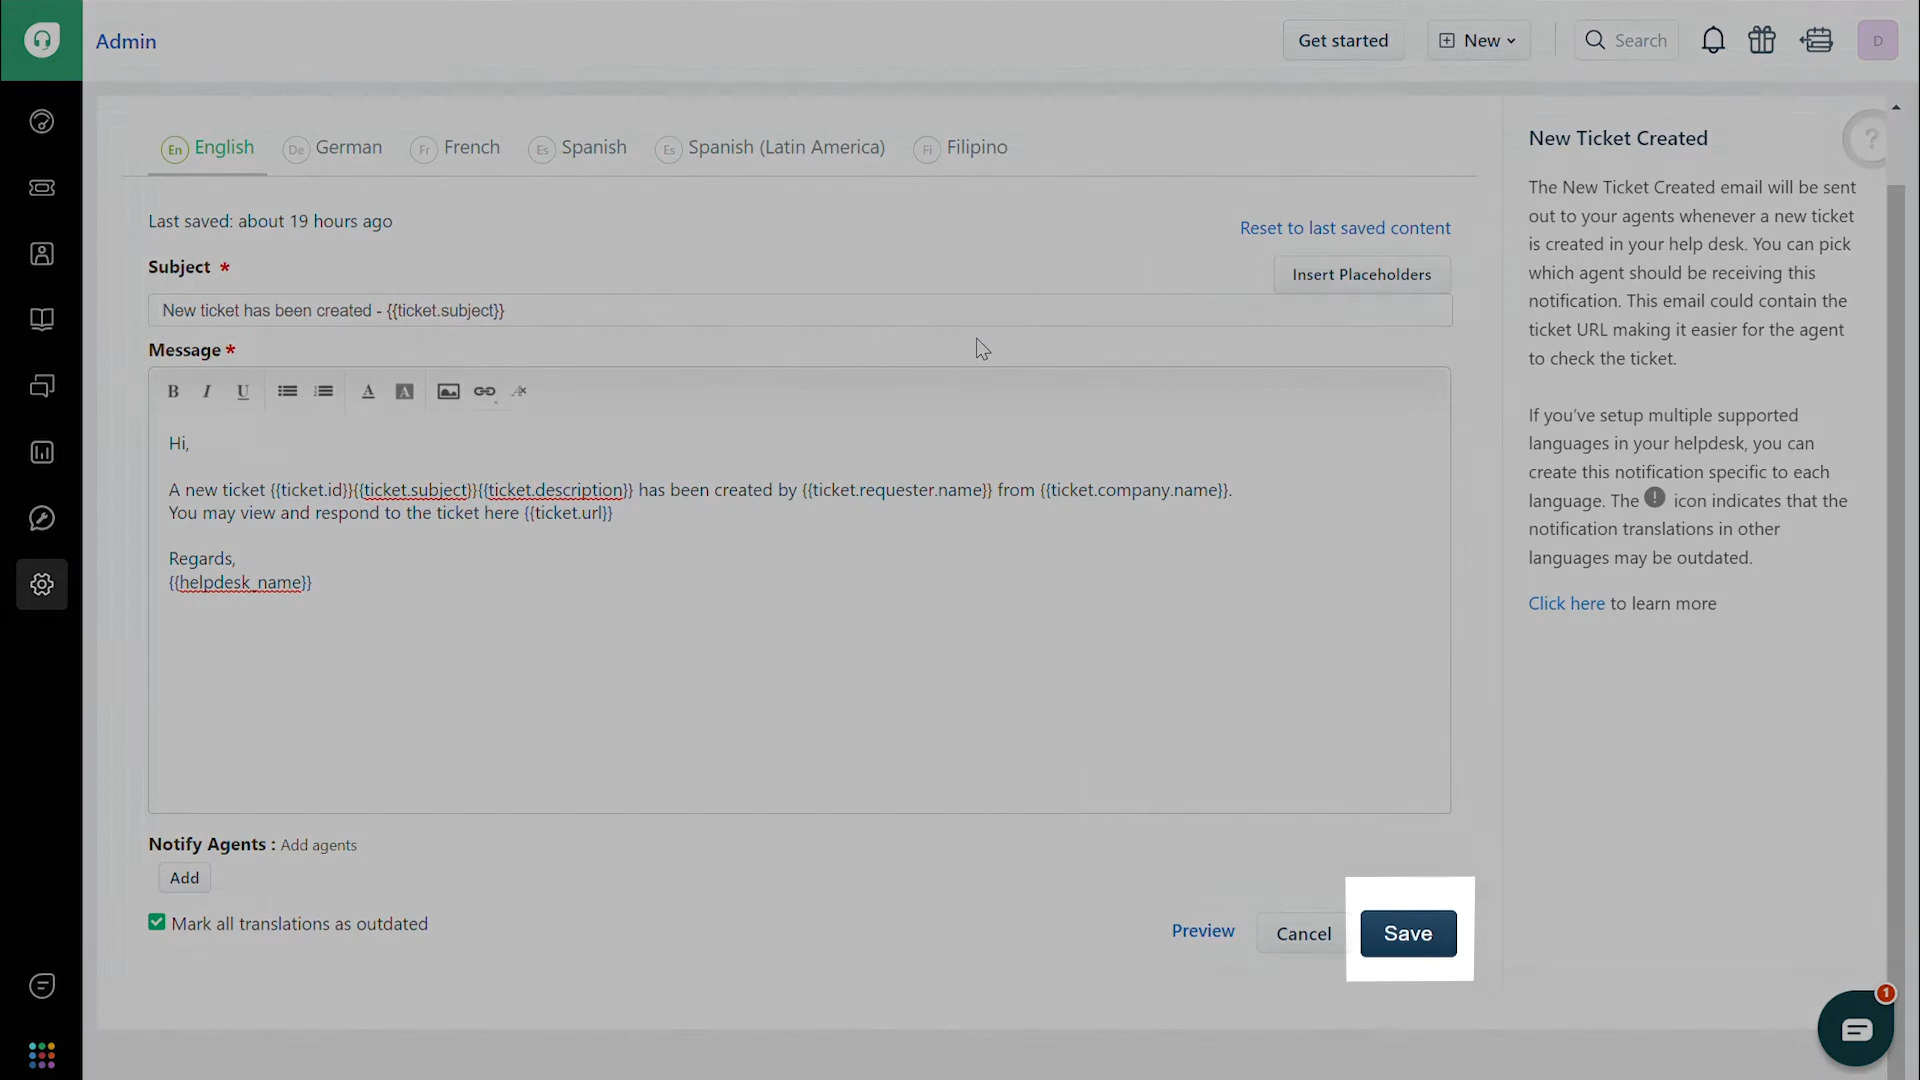 Admin
Get started
New
Search
D
En English
De German
Fr French
Es Spanish
Es Spanish (Latin America)
Fi Filipino
Last saved: about 19 hours ago
Reset to last saved content
Subject *
Insert Placeholders
New ticket has been created - {{ticket.subject}}
Message *
B I U A A
Hi,
A new ticket {{ticket.id}}{{ticket.subject}}{{ticket.description}} has been created by {{ticket.requester.name}} from {{ticket.company.name}}.
You may view and respond to the ticket here {{ticket.url}}
Regards,
{{helpdesk_name}}
Notify Agents : Add agents
Add
Mark all translations as outdated
Preview
Cancel
Save
New Ticket Created
?
The New Ticket Created email will be sent
out to your agents whenever a new ticket
is created in your help desk. You can pick
which agent should be receiving this
notification. This email could contain the
ticket URL making it easier for the agent
to check the ticket.
If you've setup multiple supported
languages in your helpdesk, you can
create this notification specific to each
language. The ! icon indicates that the
notification translations in other
languages may be outdated.
Click here to learn more
1